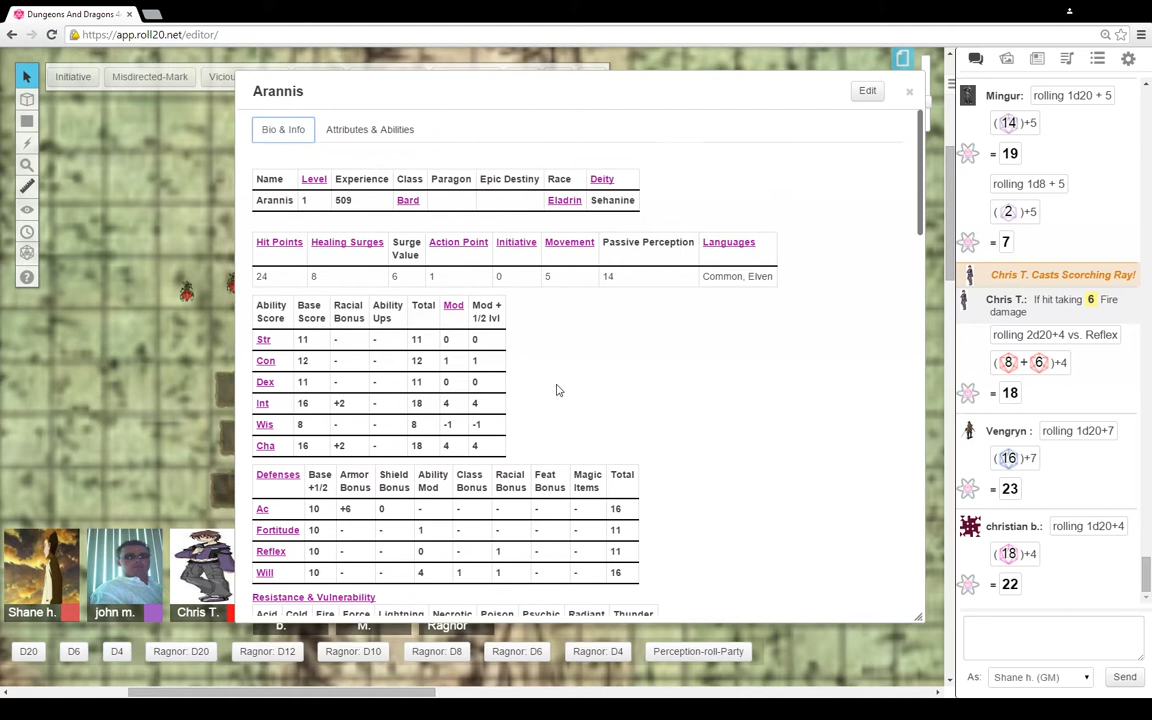 Dungeons And Dragons 4
https://app.roll20.net/editor/
Initiative
Misdirected-Mark
Viciou
Arannis
Edit
Bio & Info
Attributes & Abilities
Name Level Experience Class Paragon Epic Destiny Race Deity
Arannis 1 509 Bard Eladrin Sehanine
Hit Points Healing Surges Surge Value Action Point Initiative Movement Passive Perception Languages
24 8 6 1 0 5 14 Common, Elven
Ability Score Base Score Racial Bonus Ability Ups Total Mod Mod + 1/2 lvl
Str 11 - - 11 0 0
Con 12 - - 12 1 1
Dex 11 - - 11 0 0
Int 16 +2 - 18 4 4
Wis 8 - - 8 -1 -1
Cha 16 +2 - 18 4 4
Defenses Base +1/2 Armor Bonus Shield Bonus Ability Mod Class Bonus Racial Bonus Feat Bonus Magic Items Total
Ac 10 +6 0 - - - - - 16
Fortitude 10 - - 1 - - - - 11
Reflex 10 - - 0 - 1 - - 11
Will 10 - - 4 1 1 - - 16
Resistance & Vulnerability
Acid Cold Fire Force Lightning Necrotic Poison Psychic Radiant Thunder
Shane h.
john m.
Chris T.
b.
M.
Ragnor
D20
D6
D4
Ragnor: D20
Ragnor: D12
Ragnor: D10
Ragnor: D8
Ragnor: D6
Ragnor: D4
Perception-roll-Party
Mingur: rolling 1d20 + 5
(14)+5
= 19
rolling 1d8 + 5
(2)+5
= 7
Chris T. Casts Scorching Ray!
Chris T.: If hit taking 6 Fire
damage
rolling 2d20+4 vs. Reflex
(8 + 6)+4
= 18
Vengryn : rolling 1d20+7
(16)+7
= 23
christian b.: rolling 1d20+4
(18)+4
= 22
As: Shane h. (GM)
Send